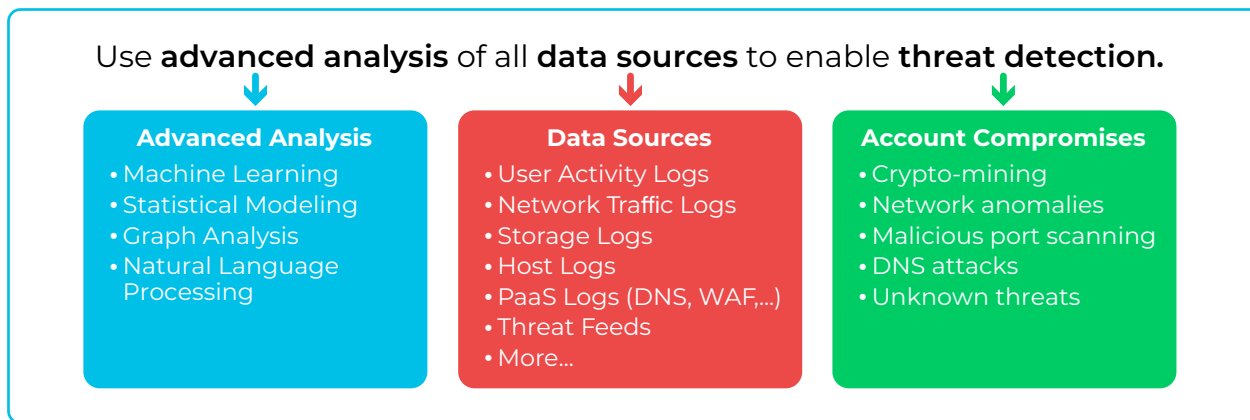 Use advanced analysis of all data sources to enable threat detection.
Advanced Analysis
• Machine Learning
• Statistical Modeling
• Graph Analysis
• Natural Language
Processing
Data Sources
• User Activity Logs
• Network Traffic Logs
• Storage Logs
• Host Logs
• PaaS Logs (DNS, WAF,...)
• Threat Feeds
• More...
Account Compromises
• Crypto-mining
• Network anomalies
• Malicious port scanning
• DNS attacks
• Unknown threats